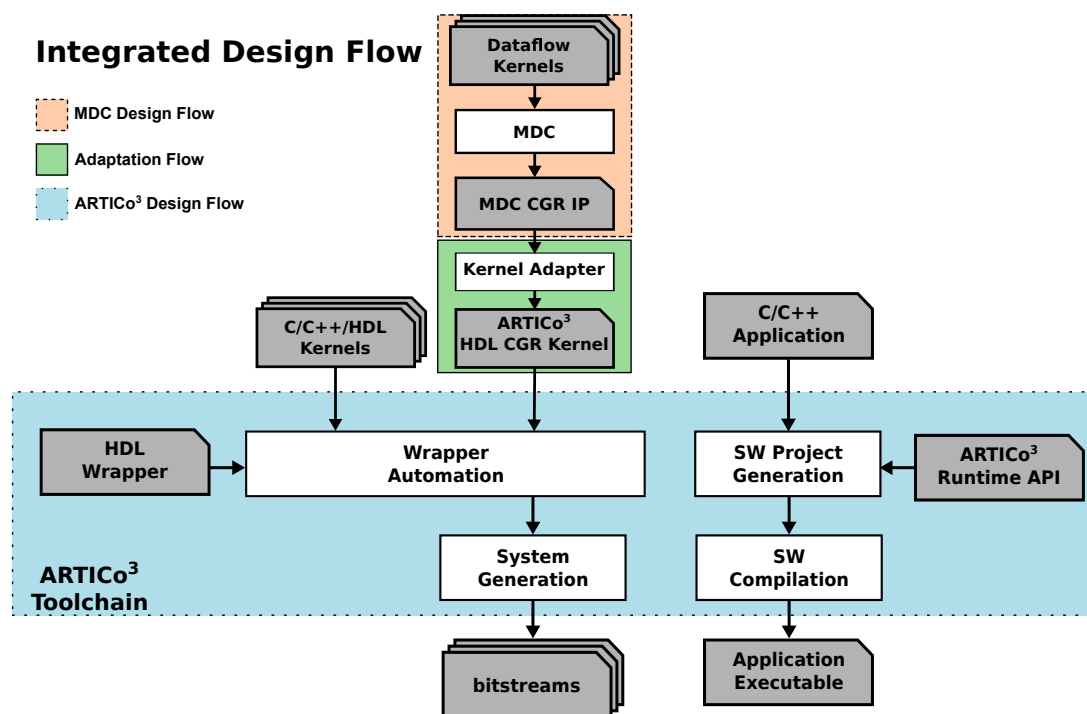 Integrated Design Flow
MDC Design Flow
Adaptation Flow
ARTICo³ Design Flow
Dataflow
Kernels
MDC
MDC CGR IP
Kernel Adapter
ARTICo³
HDL CGR Kernel
C/C++/HDL
Kernels
C/C++
Application
HDL
Wrapper
Wrapper
Automation
SW Project
Generation
ARTICo³
Runtime API
System
Generation
SW
Compilation
ARTICo³
Toolchain
bitstreams
Application
Executable